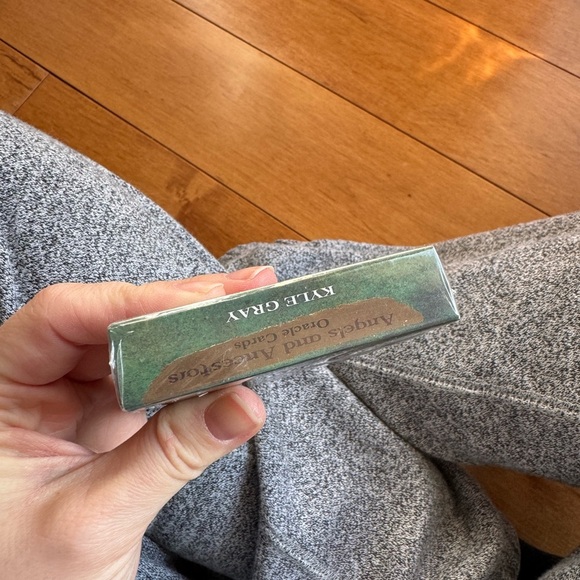 Angels and Ancestors
Oracle Cards
KYLE GRAY